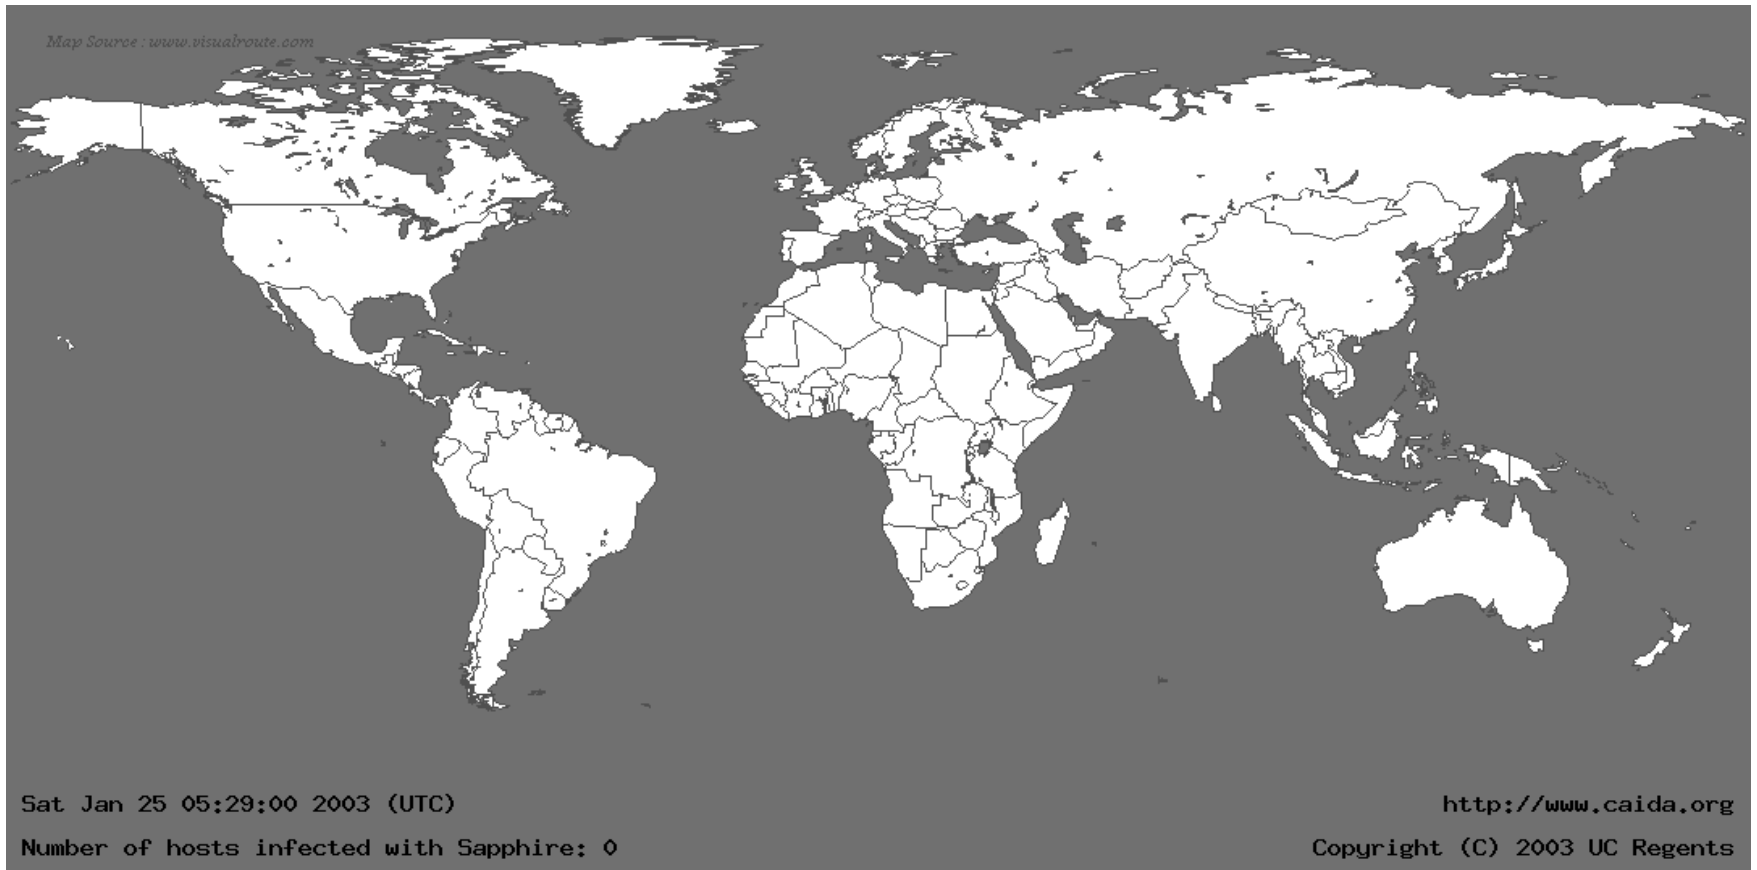 Map Source : www.visualroute.com
Sat Jan 25 05:29:00 2003 (UTC)
http://www.caida.org
Number of hosts infected with Sapphire: 0
Copyright (C) 2003 UC Regents